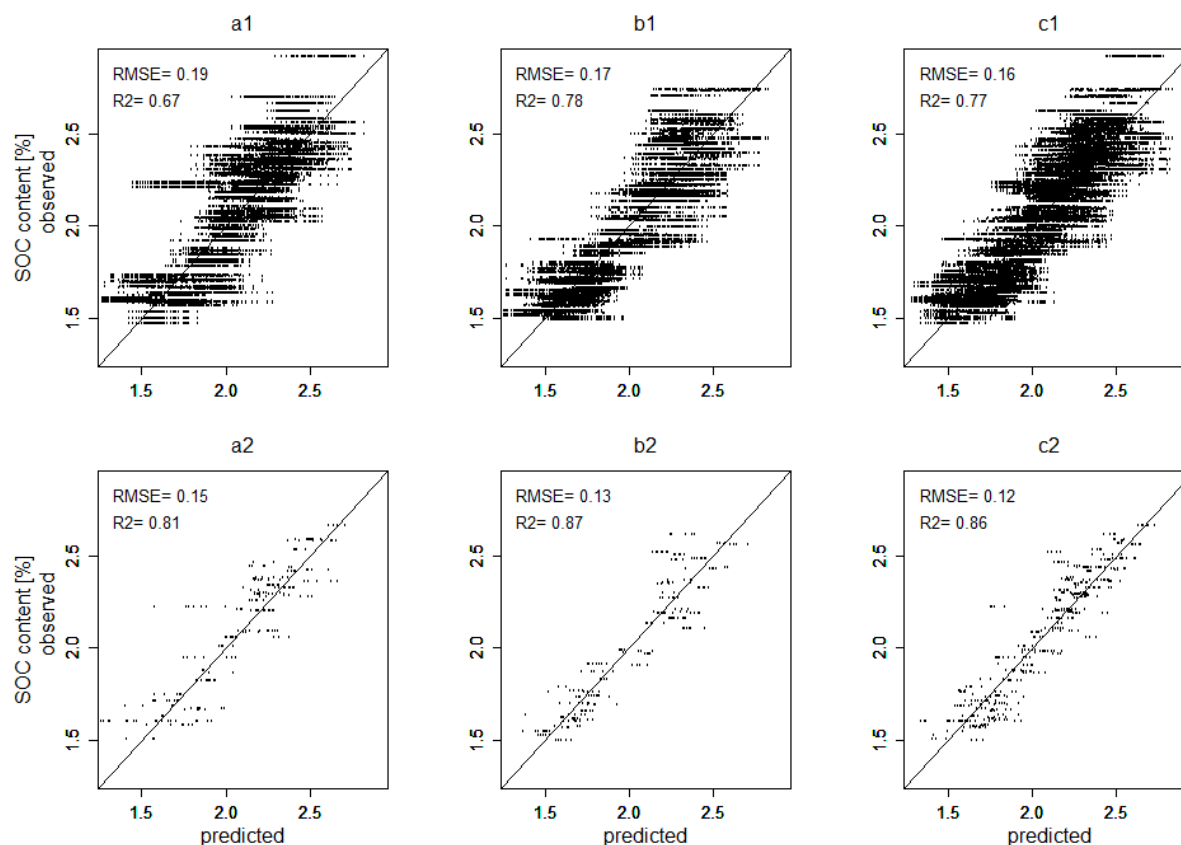 a1
b1
c1
RMSE= 0.19
R2= 0.67
RMSE= 0.17
R2= 0.78
RMSE= 0.16
R2= 0.77
SOC content [%]
observed
2.5
2.0
1.5
2.5
2.0
1.5
2.5
2.0
1.5
1.5 2.0 2.5
1.5 2.0 2.5
1.5 2.0 2.5
a2
b2
c2
RMSE= 0.15
R2= 0.81
RMSE= 0.13
R2= 0.87
RMSE= 0.12
R2= 0.86
SOC content [%]
observed
2.5
2.0
1.5
2.5
2.0
1.5
2.5
2.0
1.5
1.5 2.0 2.5
1.5 2.0 2.5
1.5 2.0 2.5
predicted
predicted
predicted